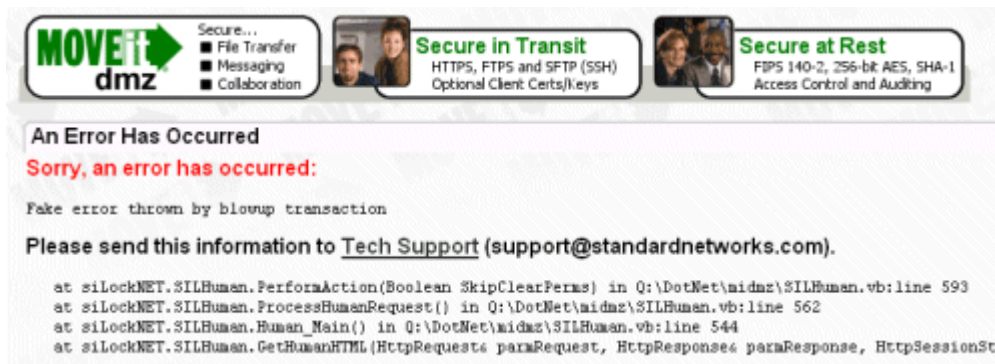 MOVEit
dmz
Secure...
■ File Transfer
■ Messaging
■ Collaboration
Secure in Transit
HTTPS, FTPS and SFTP (SSH)
Optional Client Certs/Keys
Secure at Rest
FIPS 140-2, 256-bit AES, SHA-1
Access Control and Auditing
An Error Has Occurred
Sorry, an error has occurred:
Fake error thrown by blowup transaction
Please send this information to Tech Support (support@standardnetworks.com).
at siLockNET.SILHuman.PerformAction(Boolean SkipClearPerms) in Q:\DotNet\midmz\SILHuman.vb:line 593
at siLockNET.SILHuman.ProcessHumanRequest() in Q:\DotNet\midmz\SILHuman.vb:line 562
at siLockNET.SILHuman.Human_Main() in Q:\DotNet\midmz\SILHuman.vb:line 544
at siLockNET.SILHuman.GetHumanHTML(HttpRequest& parmRequest, HttpResponse& parmResponse, HttpSessionSt